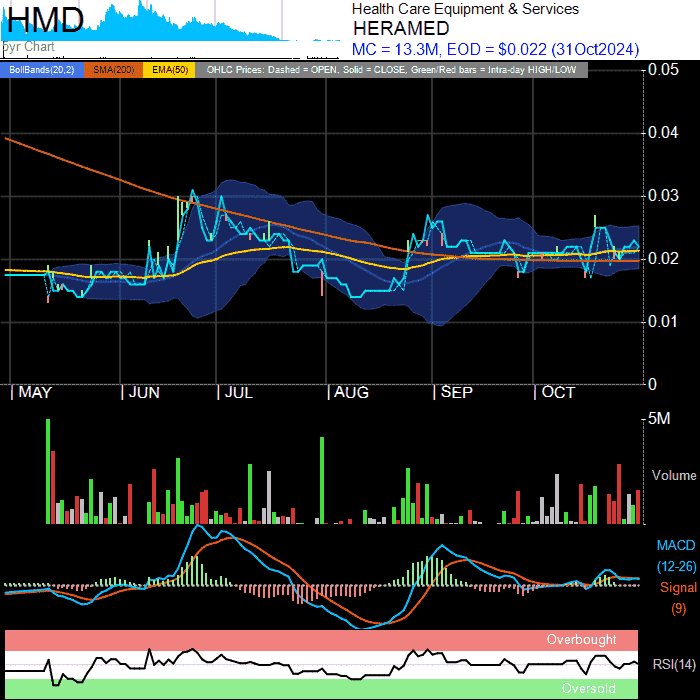 HMD
5yr Chart
Health Care Equipment & Services
HERAMED
MC = 13.3M, EOD = $0.022 (31Oct2024)
BollBands(20,2) SMA(200) EMA(50) OHLC Prices: Dashed = OPEN, Solid = CLOSE, Green/Red bars = Intra-day HIGH/LOW
0.05
0.04
0.03
0.02
0.01
0
MAY JUN JUL AUG SEP OCT
5M
Volume
MACD
(12-26)
Signal
(9)
Overbought
RSI(14)
Oversold